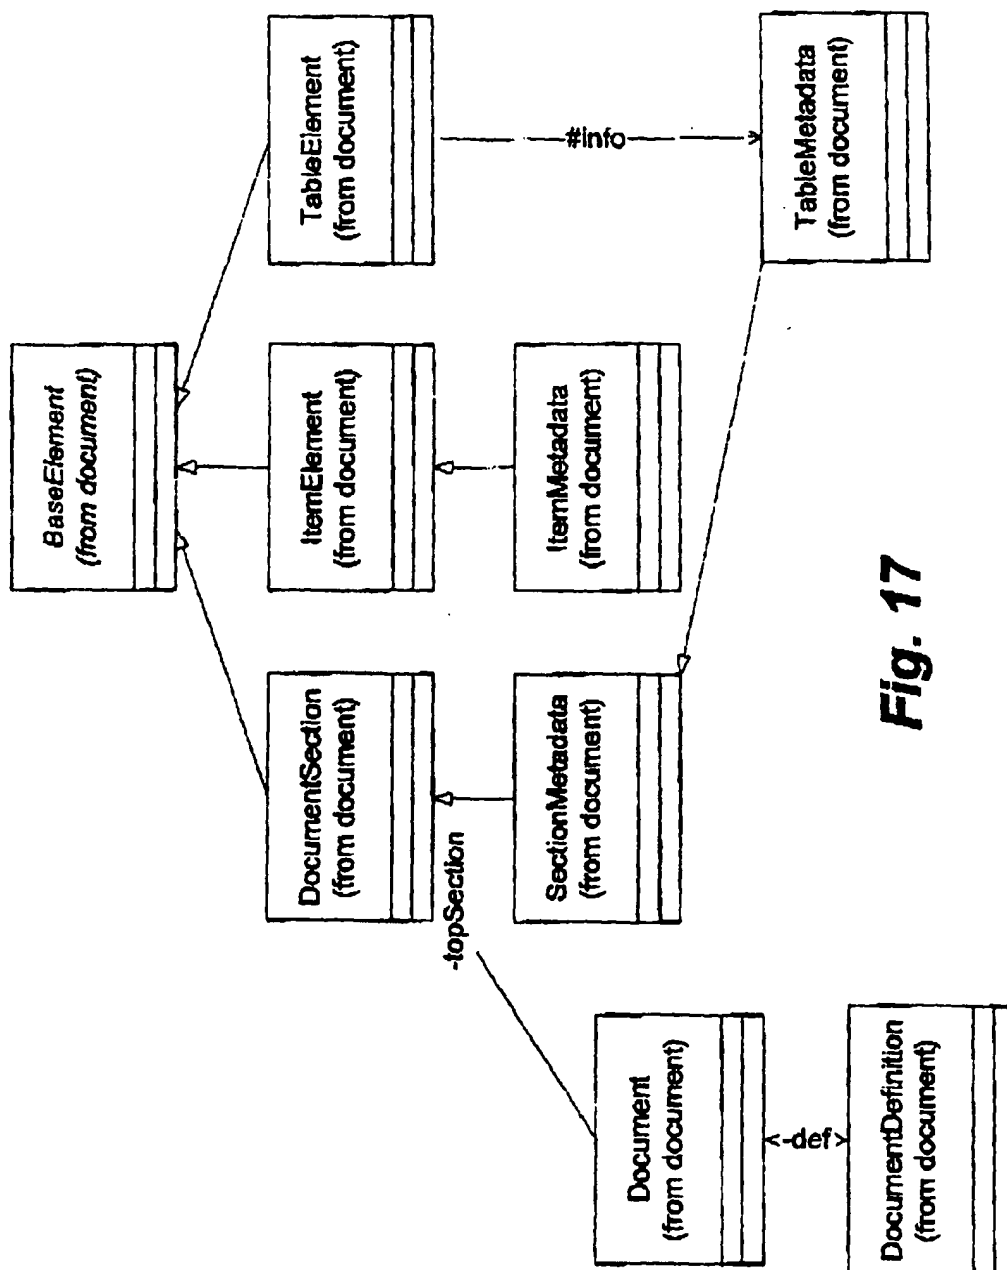 BaseElement
(from document)
DocumentSection
(from document)
ItemElement
(from document)
TableElement
(from document)
-topSection
#info
SectionMetadata
(from document)
ItemMetadata
(from document)
Document
(from document)
TableMetadata
(from document)
-def
DocumentDefinition
(from document)
Fig. 17